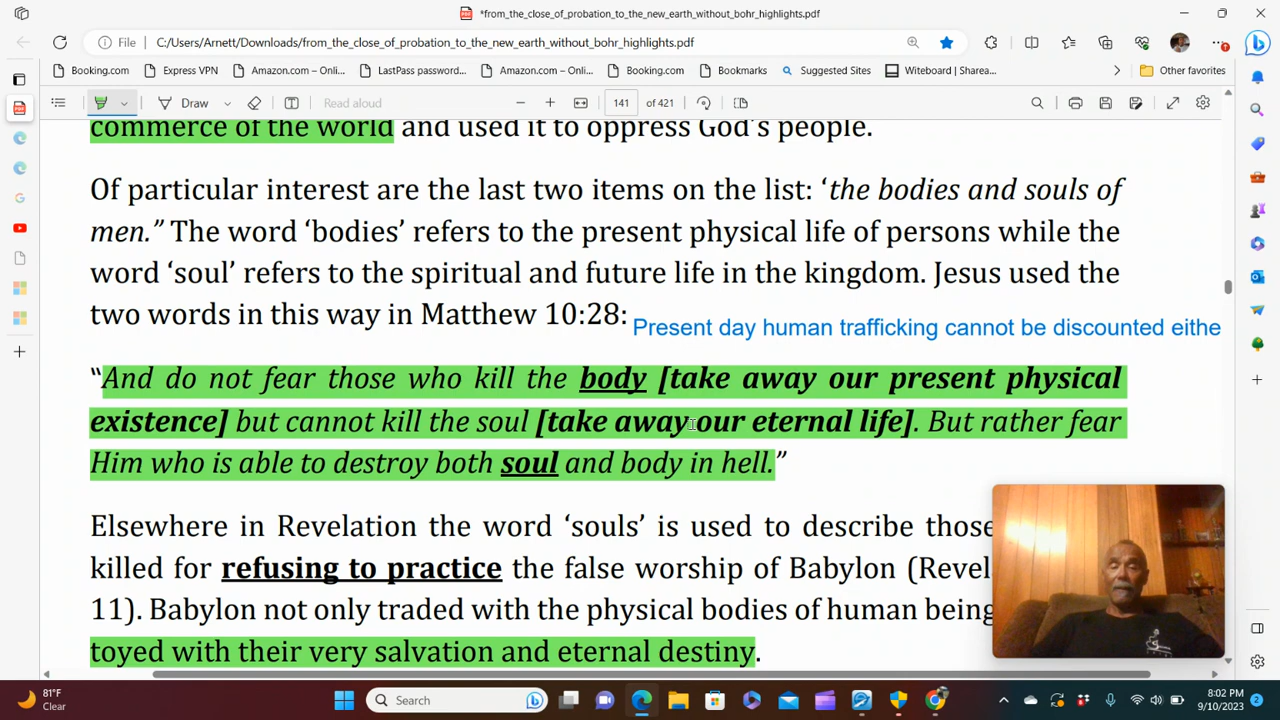 *from_the_close_of_probation_to_the_new_earth_without_bohr_highlights.pdf
File C:/Users/Arnett/Downloads/from_the_close_of_probation_to_the_new_earth_without_bohr_highlights.pdf
Booking.com Express VPN Amazon.com – Onli... LastPass password... Amazon.com – Onlin... Booking.com Bookmarks Suggested Sites Witeboard | Sharea... Other favorites
Draw Read aloud 141 of 421
commerce of the world and used it to oppress God's people.
Of particular interest are the last two items on the list: ‘the bodies and souls of
men.” The word ‘bodies’ refers to the present physical life of persons while the
word ‘soul’ refers to the spiritual and future life in the kingdom. Jesus used the
two words in this way in Matthew 10:28:
Present day human trafficking cannot be discounted eithe
“And do not fear those who kill the body [take away our present physical
existence] but cannot kill the soul [take away our eternal life]. But rather fear
Him who is able to destroy both soul and body in hell.”
Elsewhere in Revelation the word ‘souls’ is used to describe those
killed for refusing to practice the false worship of Babylon (Revel
11). Babylon not only traded with the physical bodies of human being
toyed with their very salvation and eternal destiny.
81°F
Clear
Search
8:02 PM
9/10/2023
2